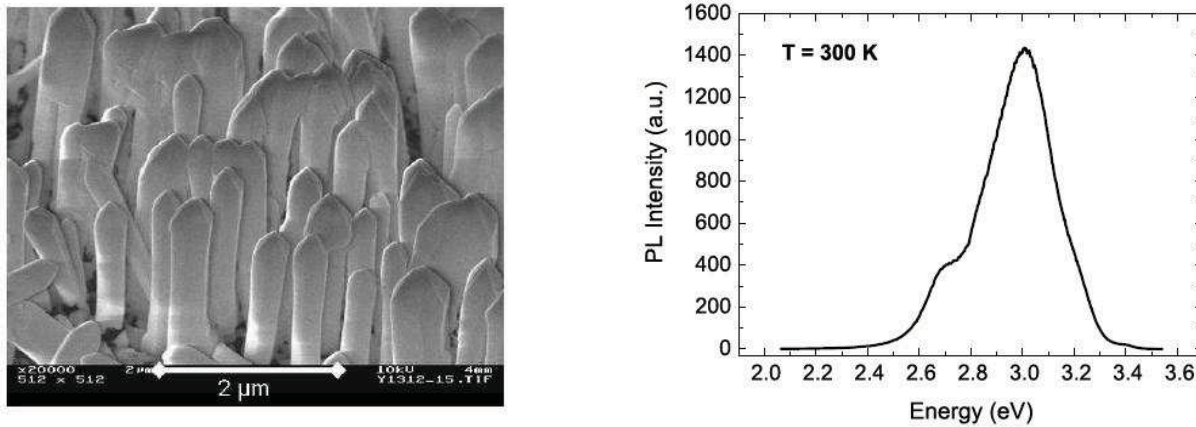 x20000 2 µm 10kU 4mm
512 x 512 Y1312-15.TIF
2 µm
1600
1400
1200
1000
800
600
400
200
0
PL Intensity (a.u.)
T = 300 K
2.0 2.2 2.4 2.6 2.8 3.0 3.2 3.4 3.6
Energy (eV)